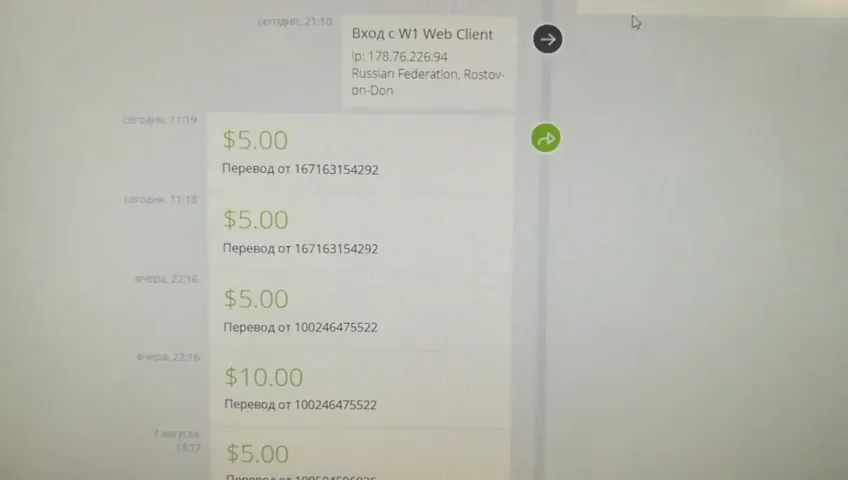 сегодня, 21:10
Вход с W1 Web Client
Ip: 178.76.226.94
Russian Federation, Rostov-
on-Don
сегодня, 11:19
$5.00
Перевод от 167163154292
сегодня, 11:18
$5.00
Перевод от 167163154292
вчера, 22:16
$5.00
Перевод от 100246475522
вчера, 22:16
$10.00
Перевод от 100246475522
7 августа
$5.00
Перевод от